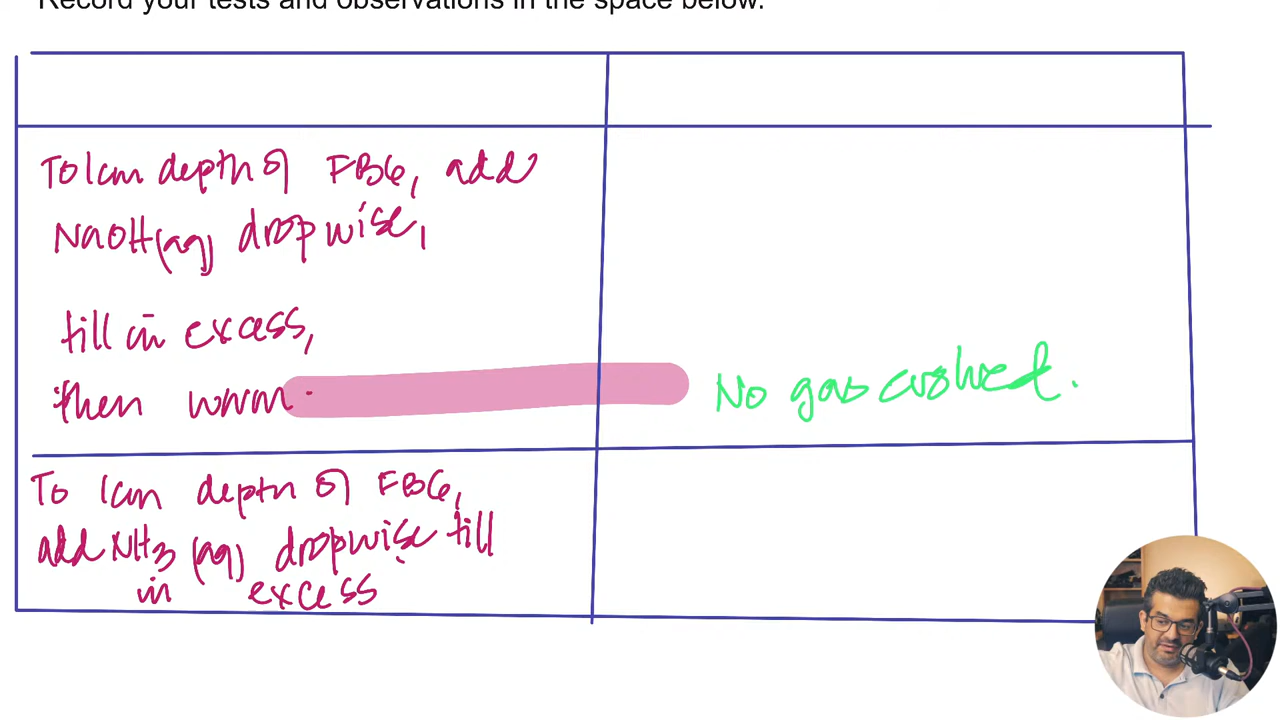 Record your tests and observations in the space below.
To 1cm depth of FB6, add
NaOH(aq) dropwise,
till in excess,
then warm.
No gas evolved.
To 1cm depth of FB6,
add NH3 (aq) dropwise till
in excess